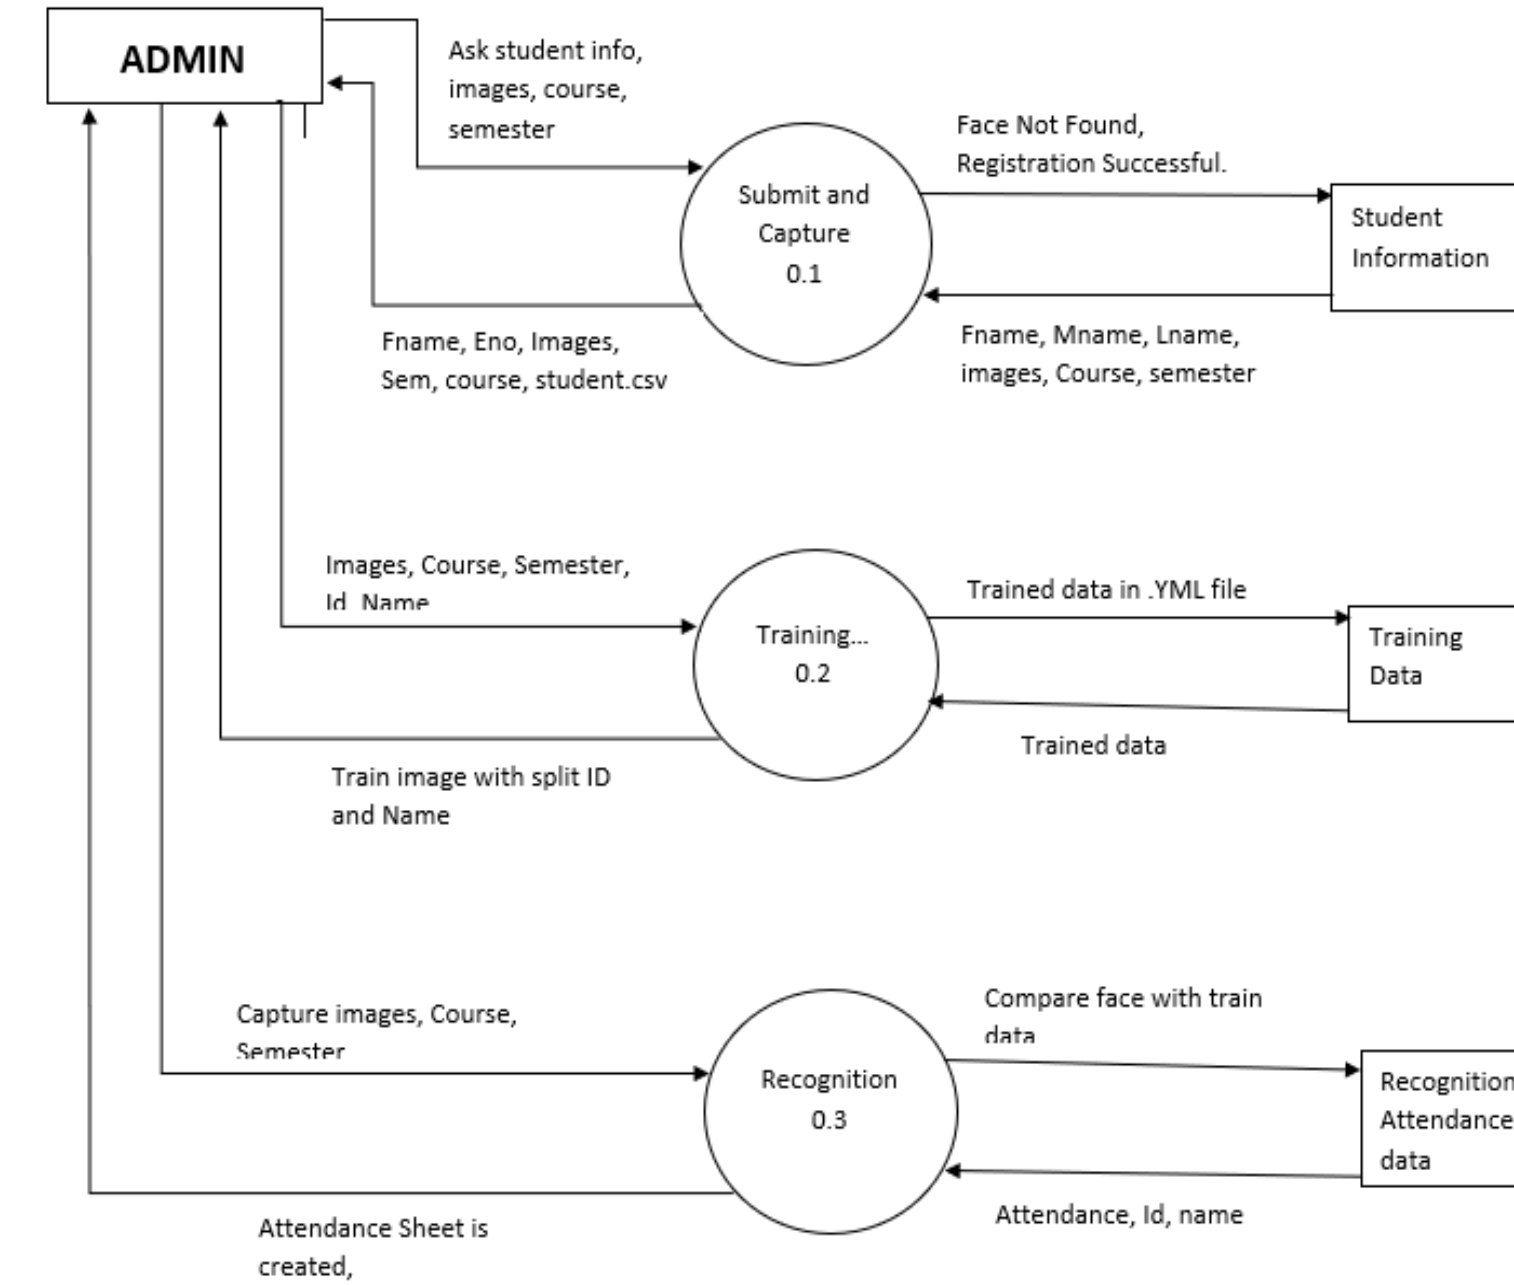 ADMIN
Ask student info,
images, course,
semester
Face Not Found,
Registration Successful.
Submit and
Capture
0.1
Student
Information
Fname, Eno, Images,
Sem, course, student.csv
Fname, Mname, Lname,
images, Course, semester
Images, Course, Semester,
Id Name
Trained data in .YML file
Training...
0.2
Training
Data
Train image with split ID
and Name
Trained data
Capture images, Course,
Semester
Compare face with train
data
Recognition
0.3
Recognition
Attendance
data
Attendance Sheet is
created,
Attendance, Id, name